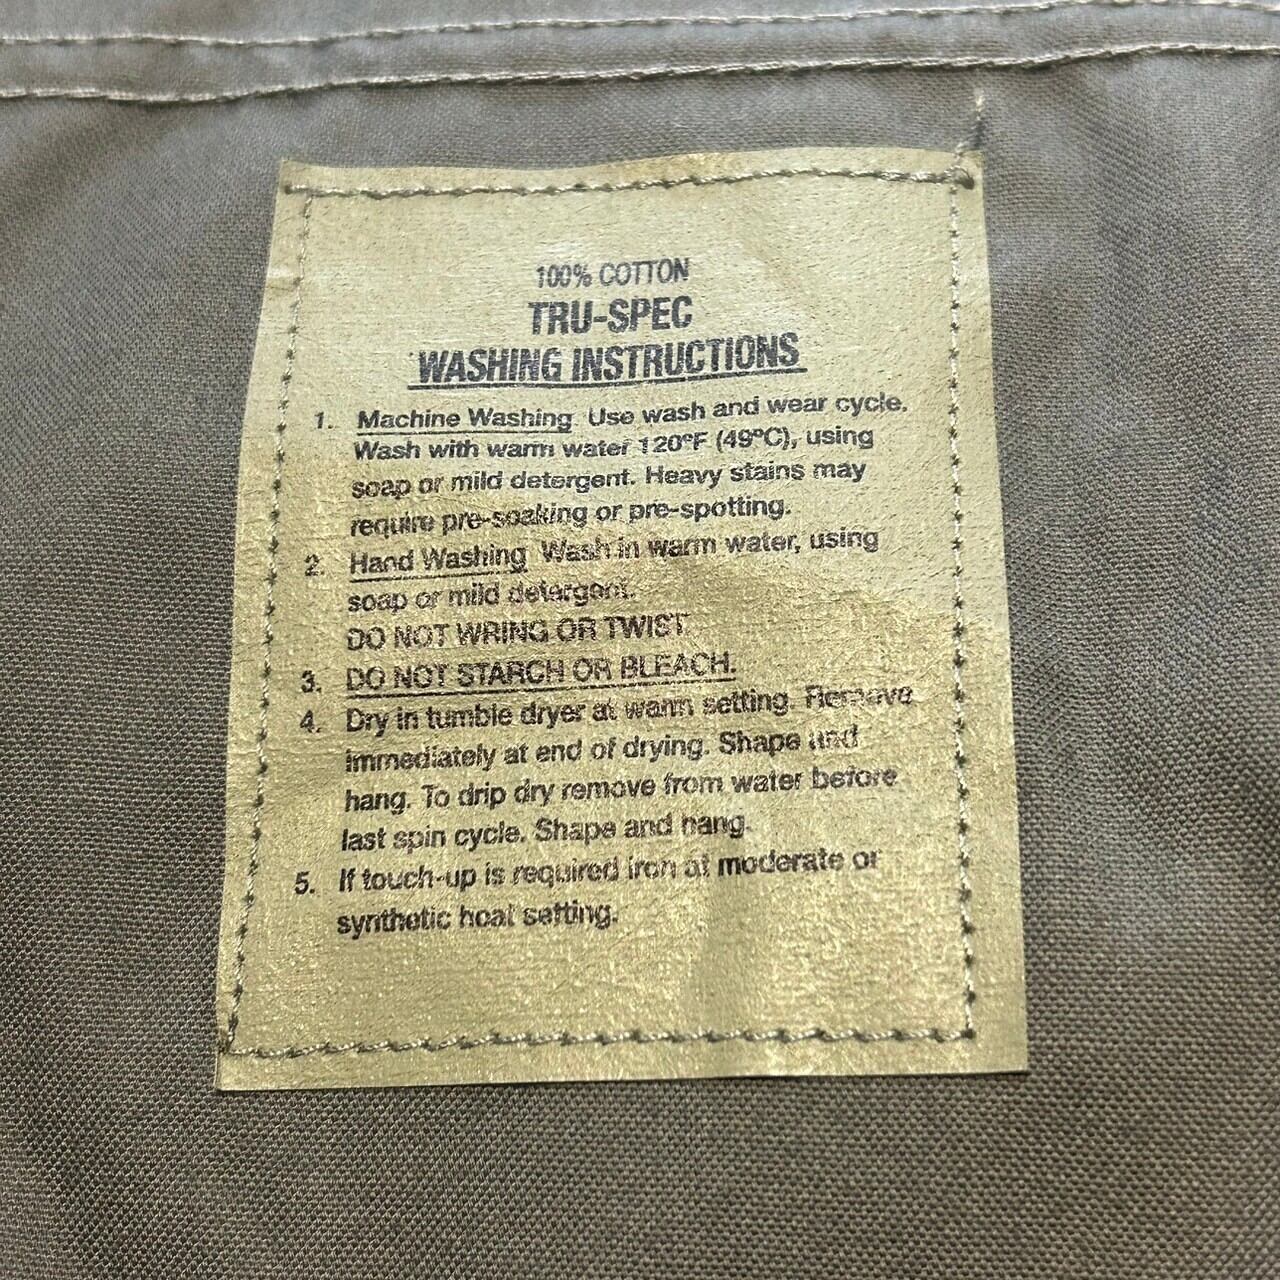 100% COTTON
TRU-SPEC
WASHING INSTRUCTIONS
1. Machine Washing Use wash and wear cycle.
Wash with warm water 120°F (49°C), using
soap or mild detergent. Heavy stains may
require pre-soaking or pre-spotting.
2. Hand Washing Wash in warm water, using
soap or mild detergent.
DO NOT WRING OR TWIST
3. DO NOT STARCH OR BLEACH.
4. Dry in tumble dryer at warm setting. Remove
immediately at end of drying. Shape and
hang. To drip dry remove from water before
last spin cycle. Shape and hang.
5. If touch-up is required iron at moderate or
synthetic heat setting.